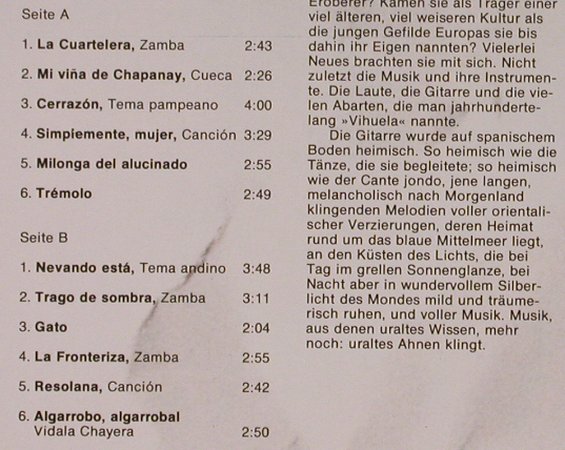 Seite A
1. La Cuartelera, Zamba 2:43
2. Mi viña de Chapanay, Cueca 2:26
3. Cerrazón, Tema pampeano 4:00
4. Simplemente, mujer, Canción 3:29
5. Milonga del alucinado 2:55
6. Trémolo 2:49
Seite B
1. Nevando está, Tema andino 3:48
2. Trago de sombra, Zamba 3:11
3. Gato 2:04
4. La Fronteriza, Zamba 2:55
5. Resolana, Canción 2:42
6. Algarrobo, algarrobal
Vidala Chayera 2:50
Eroberer? Kamen sie als Träger einer
viel älteren, viel weiseren Kultur als
die jungen Gefilde Europas sie bis
dahin ihr Eigen nannten? Vielerlei
Neues brachten sie mit sich. Nicht
zuletzt die Musik und ihre Instrumen-
te. Die Laute, die Gitarre und die vie-
len Abarten, die man jahrhunderte-
lang »Vihuela« nannte.
Die Gitarre wurde auf spanischem
Boden heimisch. So heimisch wie die
Tänze, die sie begleitete; so heimisch
wie der Cante jondo, jene langen,
melancholisch nach Morgenland
klingenden Melodien voller orientali-
scher Verzierungen, deren Heimat
rund um das blaue Mittelmeer liegt,
an den Küsten des Lichts, die bei
Tag im grellen Sonnenglanze, bei
Nacht aber in wundervollem Silber-
licht des Mondes mild und träume-
risch ruhen, und voller Musik. Musik,
aus denen uraltes Wissen, mehr
noch: uraltes Ahnen klingt.